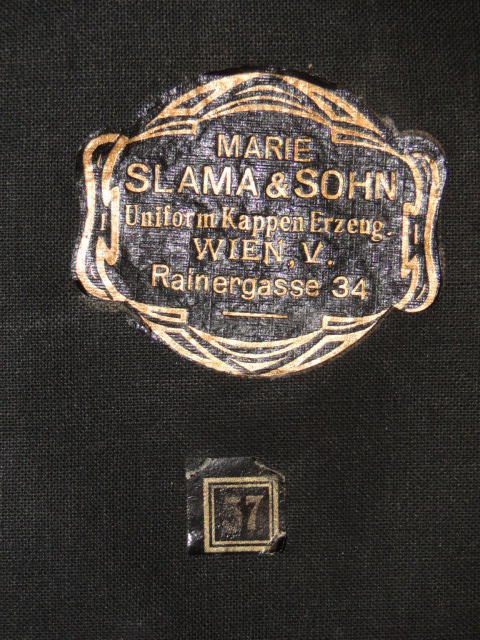 MARIE
SLAMA & SOHN
Uniform Kappen Erzeug.
WIEN, V.
Rainergasse 34
57